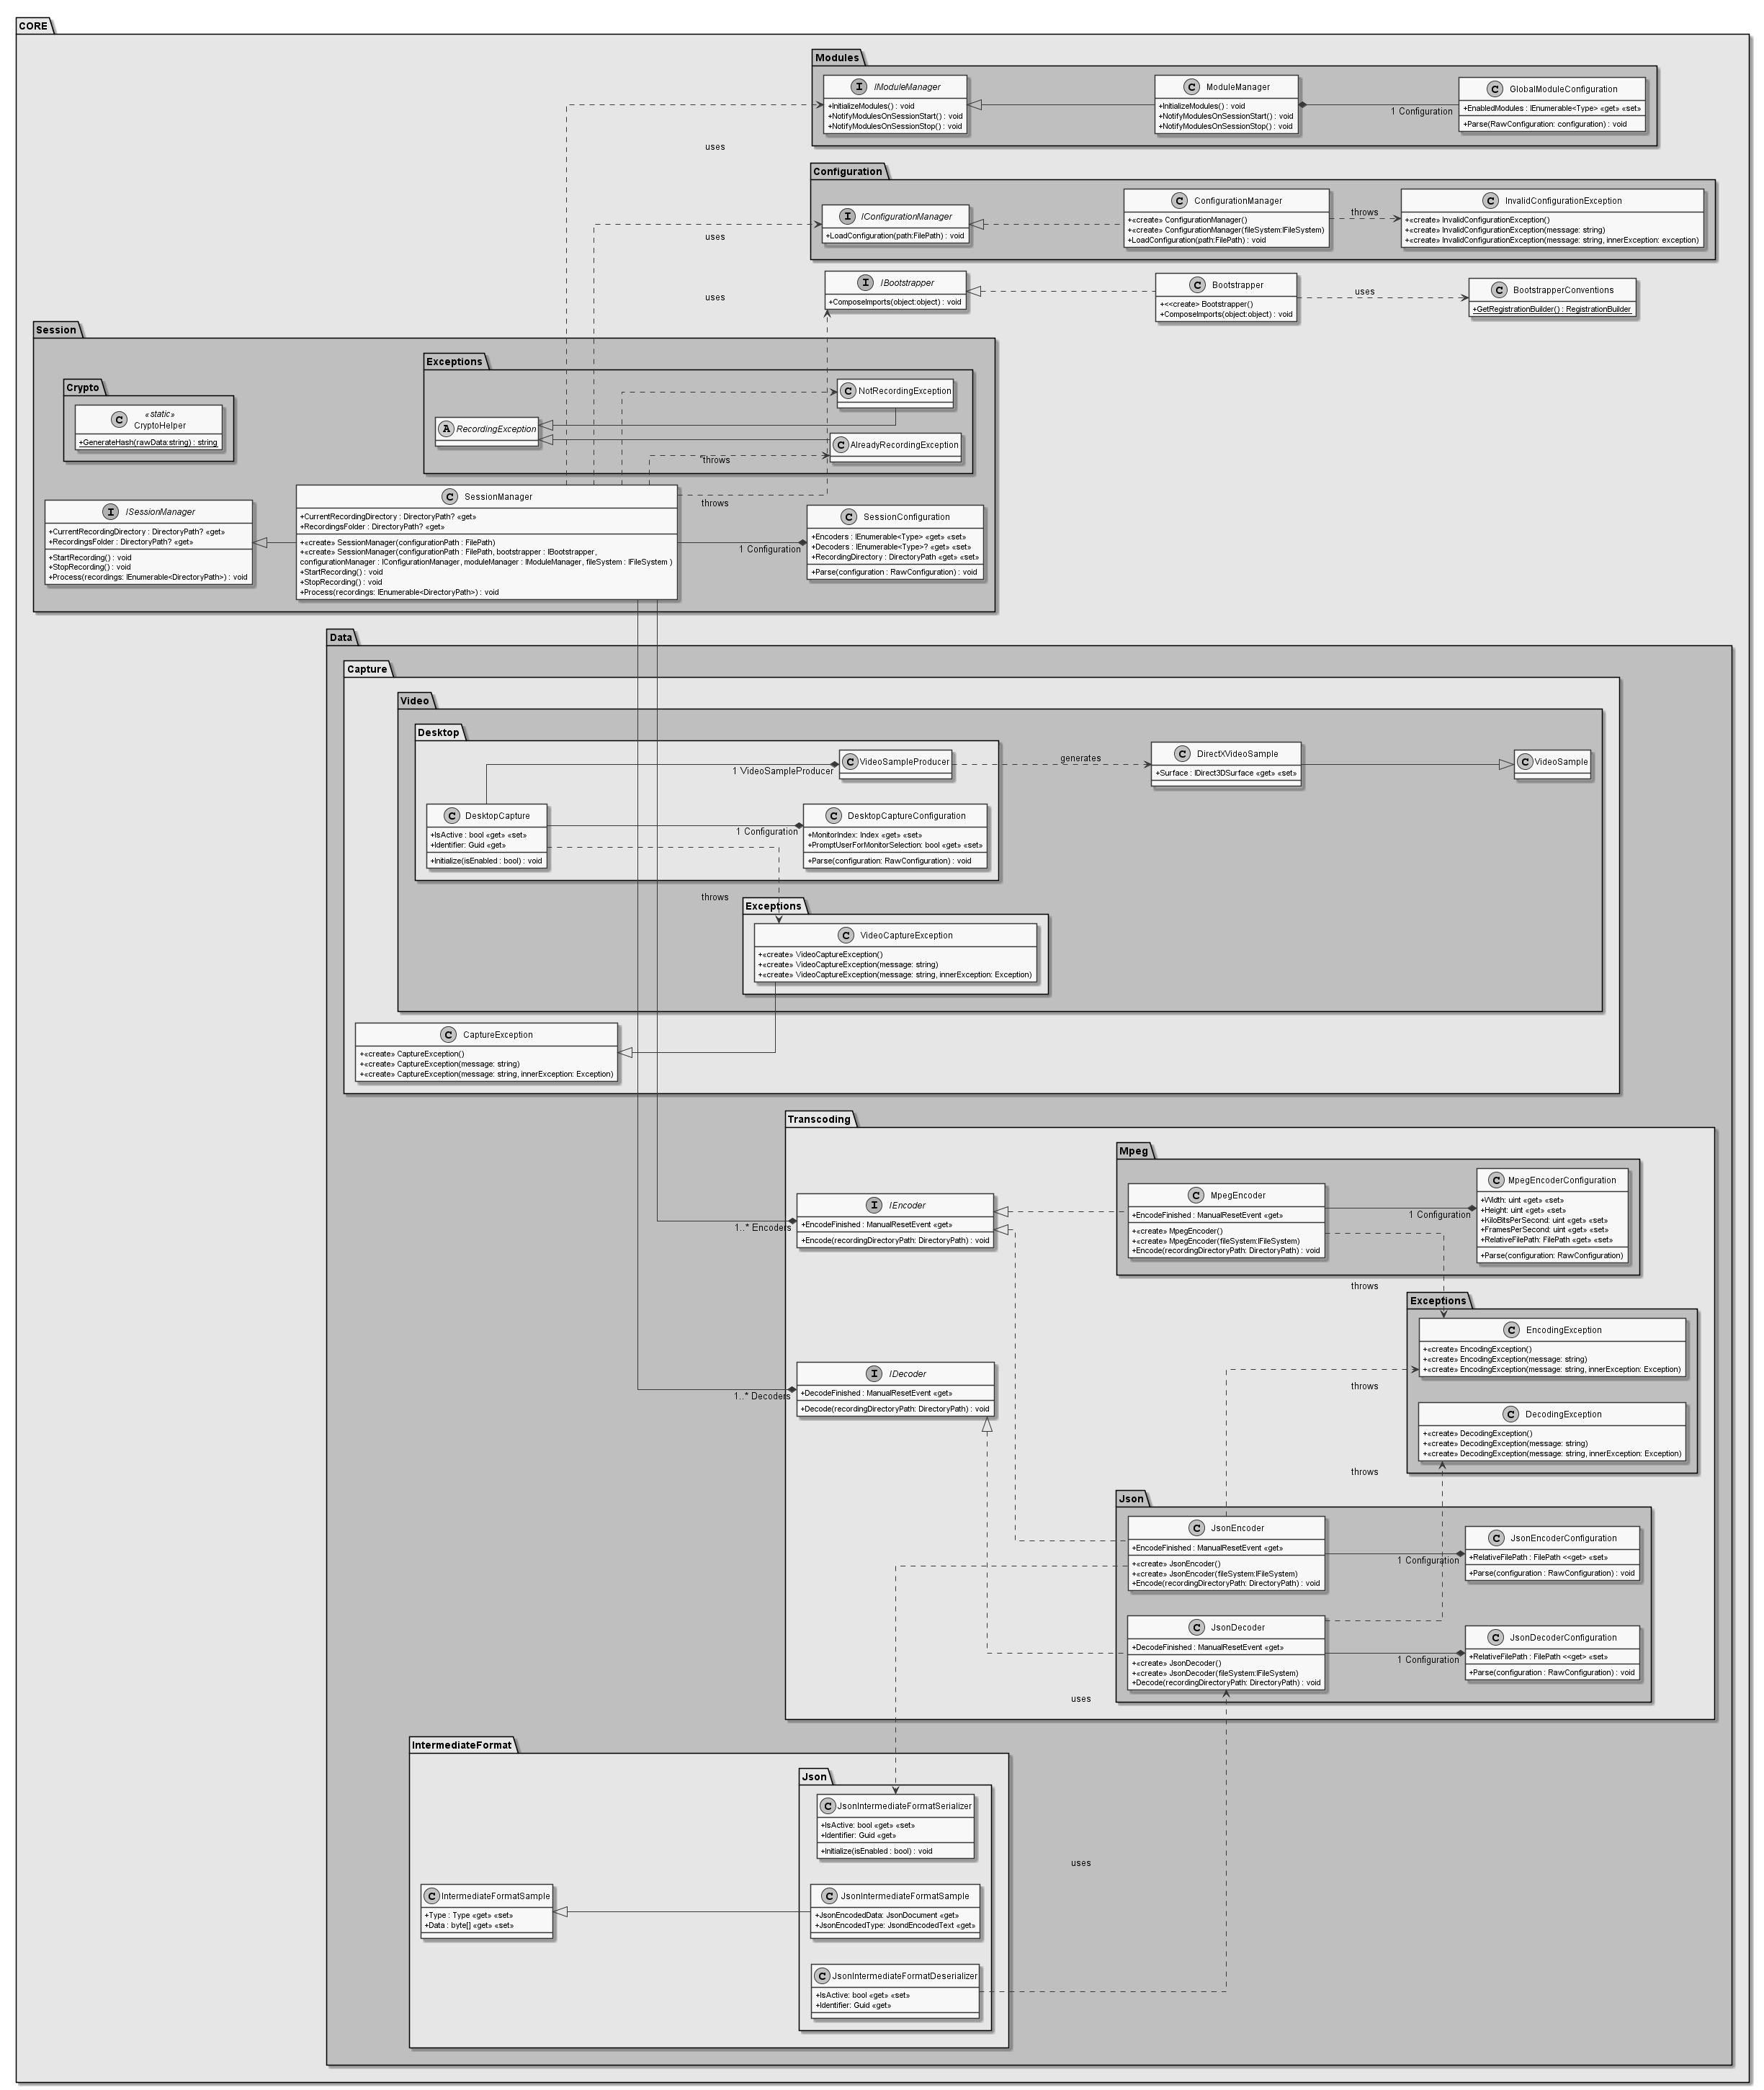 CORE
Modules
I IModuleManager
+InitializeModules() : void
+NotifyModulesOnSessionStart() : void
+NotifyModulesOnSessionStop() : void
C ModuleManager
+InitializeModules() : void
+NotifyModulesOnSessionStart() : void
+NotifyModulesOnSessionStop() : void
1 Configuration
C GlobalModuleConfiguration
+EnabledModules : IEnumerable<Type> «get» «set»
+Parse(RawConfiguration: configuration) : void
uses
Configuration
I IConfigurationManager
+LoadConfiguration(path:FilePath) : void
C ConfigurationManager
+«create» ConfigurationManager()
+«create» ConfigurationManager(fileSystem:IFileSystem)
+LoadConfiguration(path:FilePath) : void
throws
C InvalidConfigurationException
+«create» InvalidConfigurationException()
+«create» InvalidConfigurationException(message: string)
+«create» InvalidConfigurationException(message: string, innerException: exception)
uses
I IBootstrapper
+ComposeImports(object:object) : void
C Bootstrapper
+<<create> Bootstrapper()
+ComposeImports(object:object) : void
uses
C BootstrapperConventions
+GetRegistrationBuilder() : RegistrationBuilder
uses
Session
Crypto
C «static»
CryptoHelper
+GenerateHash(rawData:string) : string
Exceptions
C NotRecordingException
A RecordingException
C AlreadyRecordingException
"throws
throws
I ISessionManager
+CurrentRecordingDirectory : DirectoryPath? «get»
+RecordingsFolder : DirectoryPath? «get»
+StartRecording() : void
+StopRecording() : void
+Process(recordings: IEnumerable<DirectoryPath>) : void
C SessionManager
+CurrentRecordingDirectory : DirectoryPath? «get»
+RecordingsFolder : DirectoryPath? «get»
+«create» SessionManager(configurationPath : FilePath)
+«create» SessionManager(configurationPath : FilePath, bootstrapper : IBootstrapper,
configurationManager : IConfigurationManager, moduleManager : IModuleManager, fileSystem : IFileSystem )
+StartRecording() : void
+StopRecording() : void
+Process(recordings: IEnumerable<DirectoryPath>) : void
1 Configuration
C SessionConfiguration
+Encoders : IEnumerable<Type> «get» «set»
+Decoders : IEnumerable<Type>? «get» «set»
+RecordingDirectory : DirectoryPath «get» «set»
+Parse(configuration : RawConfiguration) : void
Data
Capture
Video
Desktop
1 VideoSampleProducer
C VideoSampleProducer
generates
C DirectXVideoSample
+Surface : IDirect3DSurface «get» «set»
C VideoSample
C DesktopCapture
+IsActive : bool «get» «set»
+Identifier: Guid «get»
+Initialize(isEnabled : bool) : void
1 Configuration
C DesktopCaptureConfiguration
+MonitorIndex: Index «get» «set»
+PromptUserForMonitorSelection: bool «get» «set»
+Parse(configuration: RawConfiguration) : void
throws
Exceptions
C VideoCaptureException
+«create» VideoCaptureException()
+«create» VideoCaptureException(message: string)
+«create» VideoCaptureException(message: string, innerException: Exception)
C CaptureException
+«create» CaptureException()
+«create» CaptureException(message: string)
+«create» CaptureException(message: string, innerException: Exception)
Transcoding
I IEncoder
+EncodeFinished : ManualResetEvent «get»
+Encode(recordingDirectoryPath: DirectoryPath) : void
1..* Encoders
Mpeg
C MpegEncoder
+EncodeFinished : ManualResetEvent «get»
+«create» MpegEncoder()
+«create» MpegEncoder(fileSystem:IFileSystem)
+Encode(recordingDirectoryPath: DirectoryPath) : void
1 Configuration
C MpegEncoderConfiguration
+Width: uint «get» «set»
+Height: uint «get» «set»
+KiloBitsPerSecond: uint «get» «set»
+FramesPerSecond: uint «get» «set»
+RelativeFilePath: FilePath «get» «set»
+Parse(configuration: RawConfiguration)
throws
Exceptions
C EncodingException
+«create» EncodingException()
+«create» EncodingException(message: string)
+«create» EncodingException(message: string, innerException: Exception)
throws
I IDecoder
+DecodeFinished : ManualResetEvent «get»
+Decode(recordingDirectoryPath: DirectoryPath) : void
1..* Decoders
C DecodingException
+«create» DecodingException()
+«create» DecodingException(message: string)
+«create» DecodingException(message: string, innerException: Exception)
throws
Json
C JsonEncoder
+EncodeFinished : ManualResetEvent «get»
+«create» JsonEncoder()
+«create» JsonEncoder(fileSystem:IFileSystem)
+Encode(recordingDirectoryPath: DirectoryPath) : void
1 Configuration
C JsonEncoderConfiguration
+RelativeFilePath : FilePath <<get> «set»
+Parse(configuration : RawConfiguration) : void
C JsonDecoder
+DecodeFinished : ManualResetEvent «get»
+«create» JsonDecoder()
+«create» JsonDecoder(fileSystem:IFileSystem)
+Decode(recordingDirectoryPath: DirectoryPath) : void
1 Configuration
C JsonDecoderConfiguration
+RelativeFilePath : FilePath <<get> «set»
+Parse(configuration : RawConfiguration) : void
uses
IntermediateFormat
Json
C JsonIntermediateFormatSerializer
+IsActive: bool «get» «set»
+Identifier: Guid «get»
+Initialize(isEnabled : bool) : void
uses
C IntermediateFormatSample
+Type : Type «get» «set»
+Data : byte[] «get» «set»
C JsonIntermediateFormatSample
+JsonEncodedData: JsonDocument «get»
+JsonEncodedType: JsondEncodedText «get»
C JsonIntermediateFormatDeserializer
+IsActive: bool «get» «set»
+Identifier: Guid «get»